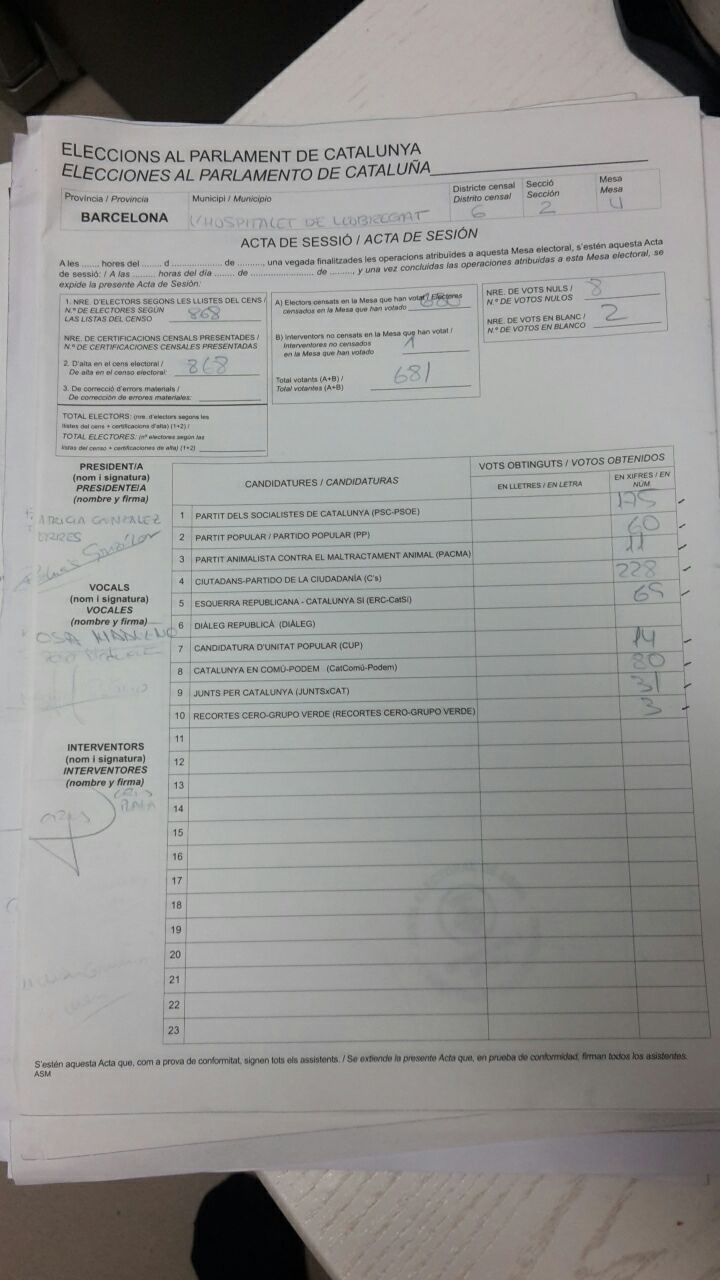 ELECCIONS AL PARLAMENT DE CATALUNYA
ELECCIONES AL PARLAMENTO DE CATALUÑA
Província / Provincia
BARCELONA
Municipi / Municipio
L'HOSPITALET DE LLOBREGAT
Districte censal
Distrito censal
6
Secció
Sección
2
Mesa
Mesa
4
ACTA DE SESSIÓ / ACTA DE SESIÓN
A les ....... hores del ...... d ................ de .........., una vegada finalitzades les operacions atribuïdes a aquesta Mesa electoral, s'estén aquesta Acta
de sessió: / A las ......... horas del día ...... de ..................... de ........, y una vez concluidas las operaciones atribuidas a esta Mesa electoral, se
expide la presente Acta de Sesión:
1. NRE. D'ELECTORS SEGONS LES LLISTES DEL CENS /
N.º DE ELECTORES SEGÚN
LAS LISTAS DEL CENSO 868
NRE. DE CERTIFICACIONS CENSALS PRESENTADES /
N.º DE CERTIFICACIONES CENSALES PRESENTADAS
2. D'alta en el cens electoral /
De alta en el censo electoral: 868
3. De correcció d'errors materials /
De corrección de errores materiales:
TOTAL ELECTORS: (nre. d'electors segons les
llistes del cens + certificacions d'alta) (1+2) /
TOTAL ELECTORES: (nº electores según las
listas del censo + certificaciones de alta) (1+2)
A) Electors censats en la Mesa que han votat / Electores
censados en la Mesa que han votado 680
B) Interventors no censats en la Mesa que han votat /
Interventores no censados
en la Mesa que han votado 1
Total votants (A+B) /
Total votantes (A+B) 681
NRE. DE VOTS NULS /
N.º DE VOTOS NULOS 8
NRE. DE VOTS EN BLANC /
N.º DE VOTOS EN BLANCO 2
PRESIDENT/A
(nom i signatura)
PRESIDENTE/A
(nombre y firma)
GONZALEZ
VOCALS
(nom i signatura)
VOCALES
(nombre y firma)
INTERVENTORS
(nom i signatura)
INTERVENTORES
(nombre y firma)
CANDIDATURES / CANDIDATURAS
VOTS OBTINGUTS / VOTOS OBTENIDOS
EN LLETRES / EN LETRA
EN XIFRES / EN
NUM.
1 PARTIT DELS SOCIALISTES DE CATALUNYA (PSC-PSOE) 175
2 PARTIT POPULAR / PARTIDO POPULAR (PP) 60
3 PARTIT ANIMALISTA CONTRA EL MALTRACTAMENT ANIMAL (PACMA) 11
4 CIUTADANS-PARTIDO DE LA CIUDADANÍA (C's) 228
5 ESQUERRA REPUBLICANA - CATALUNYA SÍ (ERC-CatSí) 69
6 DIÀLEG REPUBLICÀ (DIÀLEG)
7 CANDIDATURA D'UNITAT POPULAR (CUP) 14
8 CATALUNYA EN COMÚ-PODEM (CatComú-Podem) 80
9 JUNTS PER CATALUNYA (JUNTSxCAT) 31
10 RECORTES CERO-GRUPO VERDE (RECORTES CERO-GRUPO VERDE) 3
11
12
13
14
15
16
17
18
19
20
21
22
23
S'estén aquesta Acta que, com a prova de conformitat, signen tots els assistents. / Se extiende la presente Acta que, en prueba de conformidad, firman todos los asistentes.
ASM